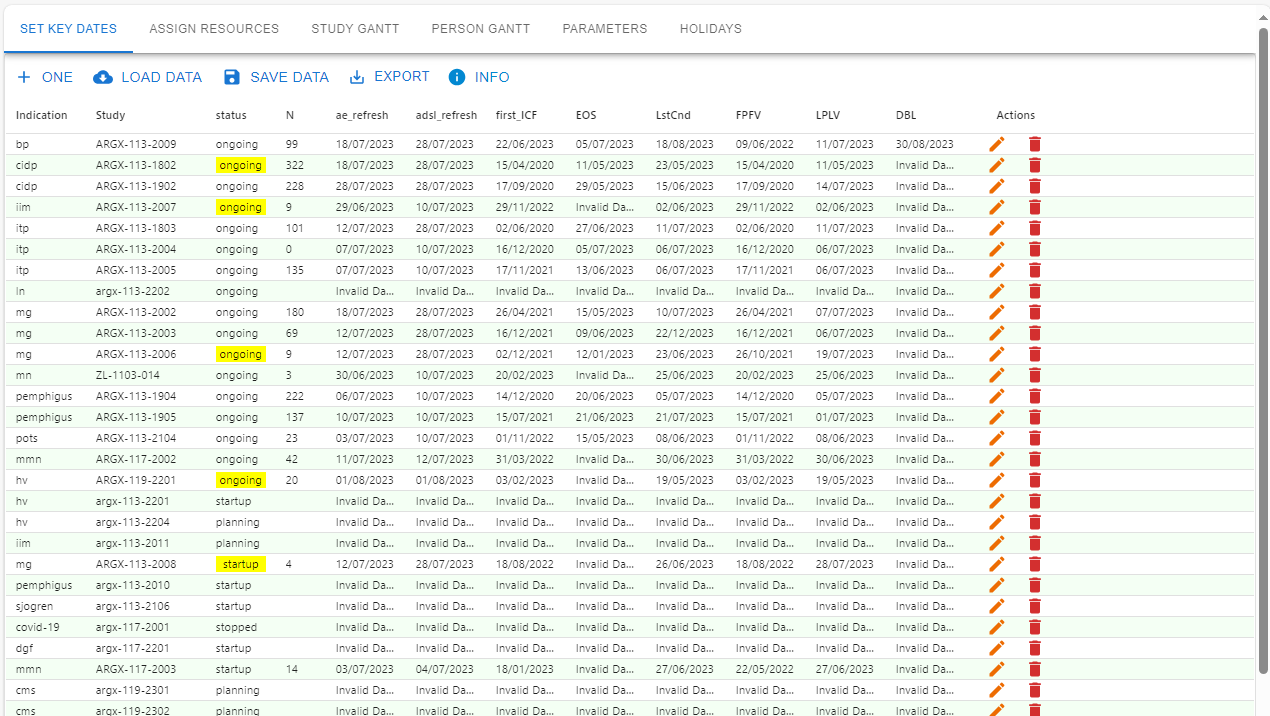 SET KEY DATES ASSIGN RESOURCES STUDY GANTT PERSON GANTT PARAMETERS HOLIDAYS
ONE LOAD DATA SAVE DATA EXPORT INFO
Indication Study status N ae_refresh adsl_refresh first_ICF EOS LstCnd FPFV LPLV DBL Actions
bp ARGX-113-2009 ongoing 99 18/07/2023 28/07/2023 22/06/2023 05/07/2023 18/08/2023 09/06/2022 11/07/2023 30/08/2023
cidp ARGX-113-1802 ongoing 322 18/07/2023 28/07/2023 15/04/2020 11/05/2023 23/05/2023 15/04/2020 11/05/2023 Invalid Da...
cidp ARGX-113-1902 ongoing 228 28/07/2023 28/07/2023 17/09/2020 29/05/2023 15/06/2023 17/09/2020 14/07/2023 Invalid Da...
iim ARGX-113-2007 ongoing 9 29/06/2023 10/07/2023 29/11/2022 Invalid Da... 02/06/2023 29/11/2022 02/06/2023 Invalid Da...
itp ARGX-113-1803 ongoing 101 12/07/2023 28/07/2023 02/06/2020 27/06/2023 11/07/2023 02/06/2020 11/07/2023 Invalid Da...
itp ARGX-113-2004 ongoing 0 07/07/2023 10/07/2023 16/12/2020 05/07/2023 06/07/2023 16/12/2020 06/07/2023 Invalid Da...
itp ARGX-113-2005 ongoing 135 07/07/2023 10/07/2023 17/11/2021 13/06/2023 06/07/2023 17/11/2021 06/07/2023 Invalid Da...
ln argx-113-2202 ongoing Invalid Da... Invalid Da... Invalid Da... Invalid Da... Invalid Da... Invalid Da... Invalid Da... Invalid Da...
mg ARGX-113-2002 ongoing 180 18/07/2023 28/07/2023 26/04/2021 15/05/2023 10/07/2023 26/04/2021 07/07/2023 Invalid Da...
mg ARGX-113-2003 ongoing 69 12/07/2023 28/07/2023 16/12/2021 09/06/2023 22/12/2023 16/12/2021 06/07/2023 Invalid Da...
mg ARGX-113-2006 ongoing 9 12/07/2023 28/07/2023 02/12/2021 12/01/2023 23/06/2023 26/10/2021 19/07/2023 Invalid Da...
mn ZL-1103-014 ongoing 3 30/06/2023 10/07/2023 20/02/2023 Invalid Da... 25/06/2023 20/02/2023 25/06/2023 Invalid Da...
pemphigus ARGX-113-1904 ongoing 222 06/07/2023 10/07/2023 14/12/2020 20/06/2023 05/07/2023 14/12/2020 05/07/2023 Invalid Da...
pemphigus ARGX-113-1905 ongoing 137 10/07/2023 10/07/2023 15/07/2021 21/06/2023 21/07/2023 15/07/2021 01/07/2023 Invalid Da...
pots ARGX-113-2104 ongoing 23 03/07/2023 10/07/2023 01/11/2022 15/05/2023 08/06/2023 01/11/2022 08/06/2023 Invalid Da...
mmn ARGX-117-2002 ongoing 42 11/07/2023 12/07/2023 31/03/2022 Invalid Da... 30/06/2023 31/03/2022 30/06/2023 Invalid Da...
hv ARGX-119-2201 ongoing 20 01/08/2023 01/08/2023 03/02/2023 Invalid Da... 19/05/2023 03/02/2023 19/05/2023 Invalid Da...
hv argx-113-2201 startup Invalid Da... Invalid Da... Invalid Da... Invalid Da... Invalid Da... Invalid Da... Invalid Da... Invalid Da...
hv argx-113-2204 planning Invalid Da... Invalid Da... Invalid Da... Invalid Da... Invalid Da... Invalid Da... Invalid Da... Invalid Da...
iim argx-113-2011 planning Invalid Da... Invalid Da... Invalid Da... Invalid Da... Invalid Da... Invalid Da... Invalid Da... Invalid Da...
mg ARGX-113-2008 startup 4 12/07/2023 28/07/2023 18/08/2022 Invalid Da... 26/06/2023 18/08/2022 28/07/2023 Invalid Da...
pemphigus argx-113-2010 startup Invalid Da... Invalid Da... Invalid Da... Invalid Da... Invalid Da... Invalid Da... Invalid Da... Invalid Da...
sjogren argx-113-2106 startup Invalid Da... Invalid Da... Invalid Da... Invalid Da... Invalid Da... Invalid Da... Invalid Da... Invalid Da...
covid-19 argx-117-2001 stopped Invalid Da... Invalid Da... Invalid Da... Invalid Da... Invalid Da... Invalid Da... Invalid Da... Invalid Da...
dgf argx-117-2201 startup Invalid Da... Invalid Da... Invalid Da... Invalid Da... Invalid Da... Invalid Da... Invalid Da... Invalid Da...
mmn ARGX-117-2003 startup 14 03/07/2023 04/07/2023 18/01/2023 Invalid Da... 27/06/2023 22/05/2022 27/06/2023 Invalid Da...
cms argx-119-2301 planning Invalid Da... Invalid Da... Invalid Da... Invalid Da... Invalid Da... Invalid Da... Invalid Da... Invalid Da...
cms argx-119-2302 planning Invalid Da... Invalid Da... Invalid Da... Invalid Da... Invalid Da... Invalid Da... Invalid Da... Invalid Da...